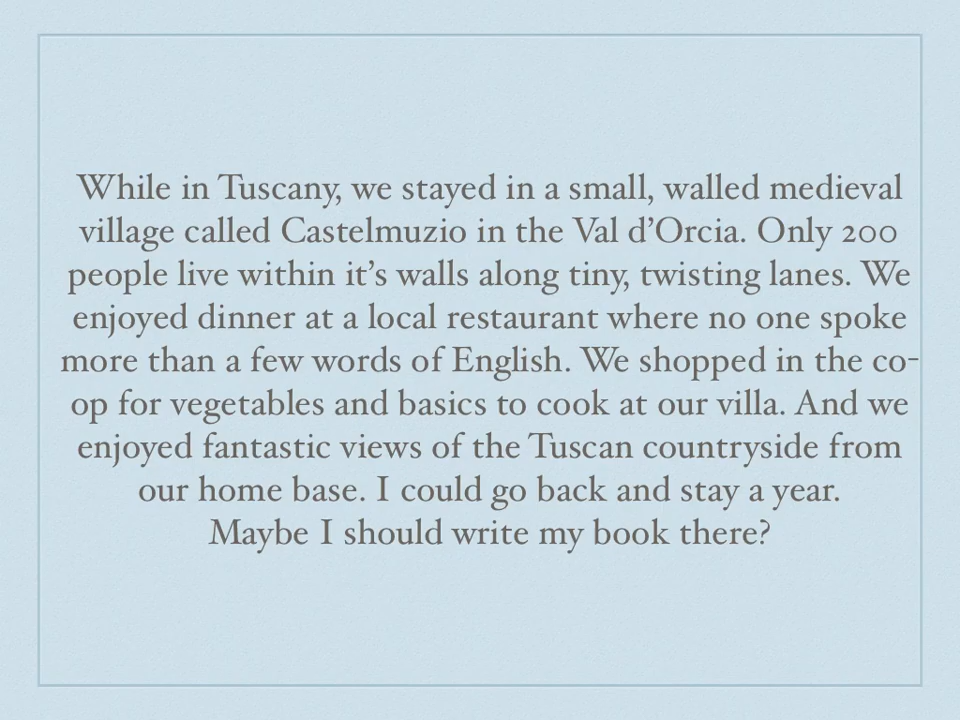 While in Tuscany, we stayed in a small, walled medieval
village called Castelmuzio in the Val d’Orcia. Only 200
people live within it’s walls along tiny, twisting lanes. We
enjoyed dinner at a local restaurant where no one spoke
more than a few words of English. We shopped in the co-
op for vegetables and basics to cook at our villa. And we
enjoyed fantastic views of the Tuscan countryside from
our home base. I could go back and stay a year.
Maybe I should write my book there?